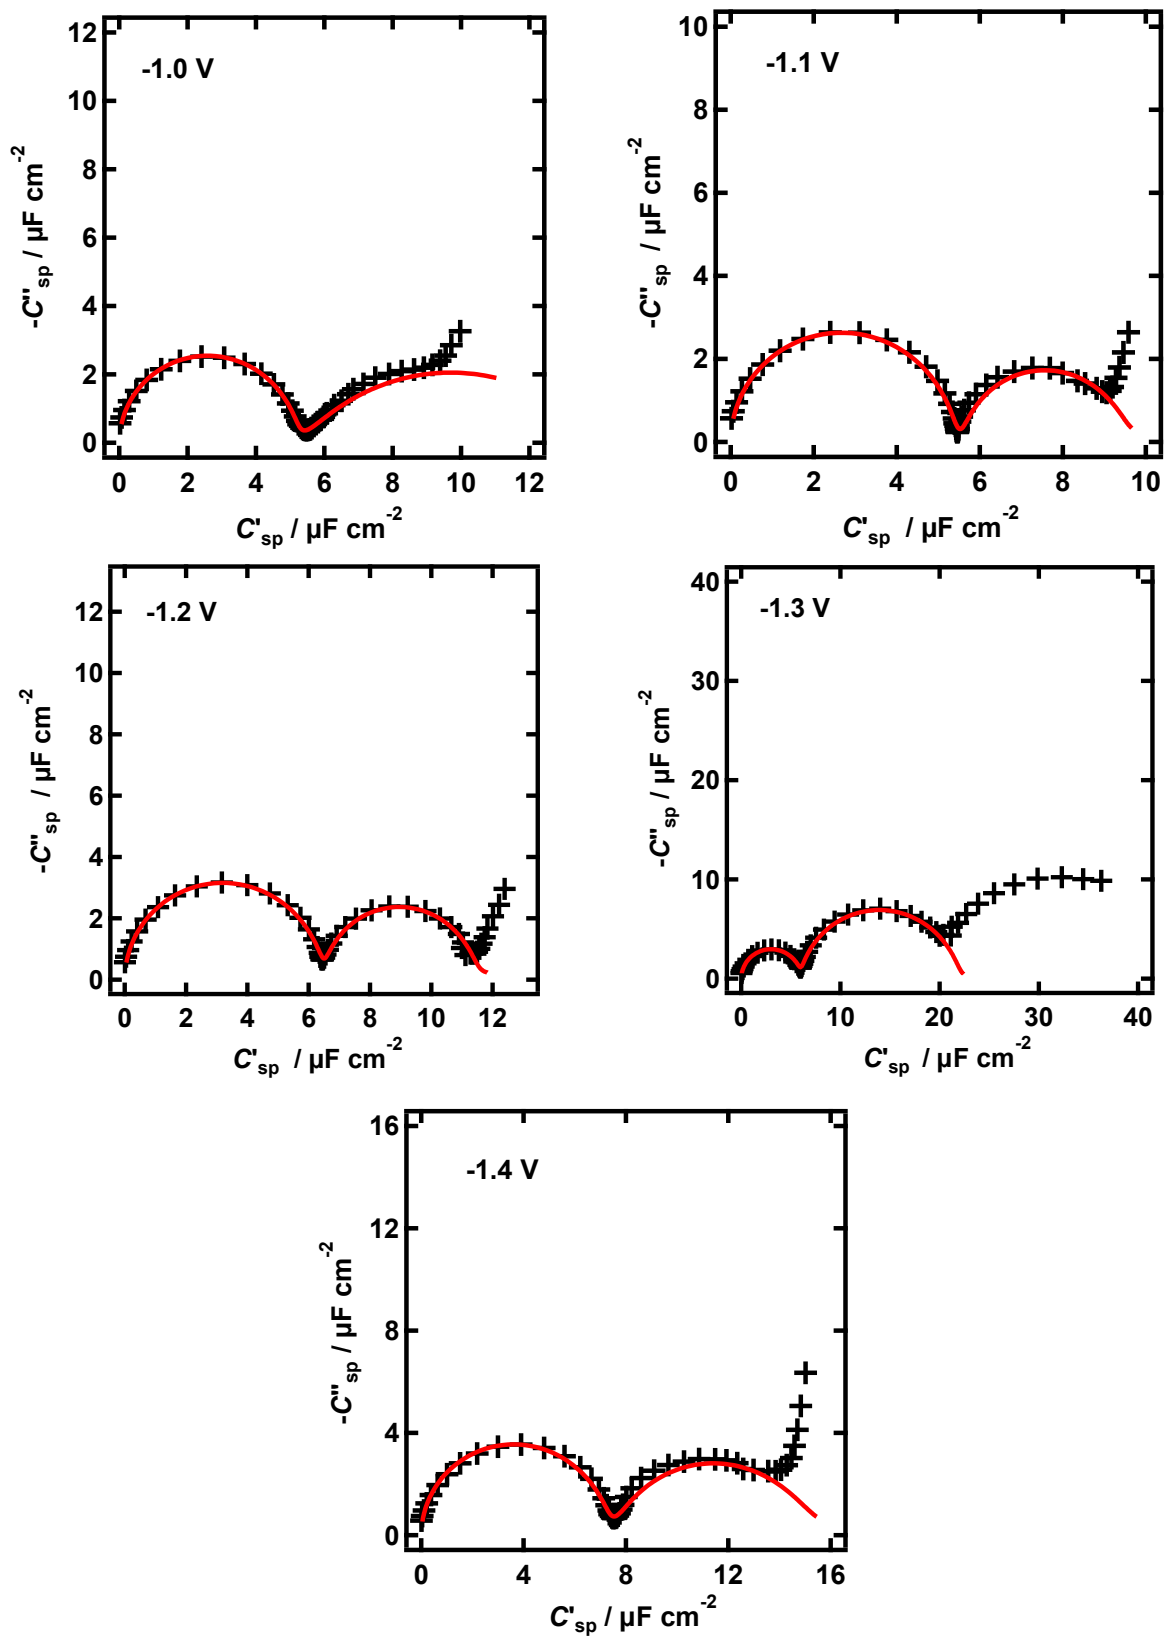 -1.0 V
12
10
8
6
4
2
0
-C''sp / µF cm-2
0 2 4 6 8 10 12
C'sp / µF cm-2
-1.1 V
10
8
6
4
2
0
-C''sp / µF cm-2
0 2 4 6 8 10
C'sp / µF cm-2
-1.2 V
12
10
8
6
4
2
0
-C''sp / µF cm-2
0 2 4 6 8 10 12
C'sp / µF cm-2
-1.3 V
40
30
20
10
0
-C''sp / µF cm-2
0 10 20 30 40
C'sp / µF cm-2
-1.4 V
16
12
8
4
0
-C''sp / µF cm-2
0 4 8 12 16
C'sp / µF cm-2